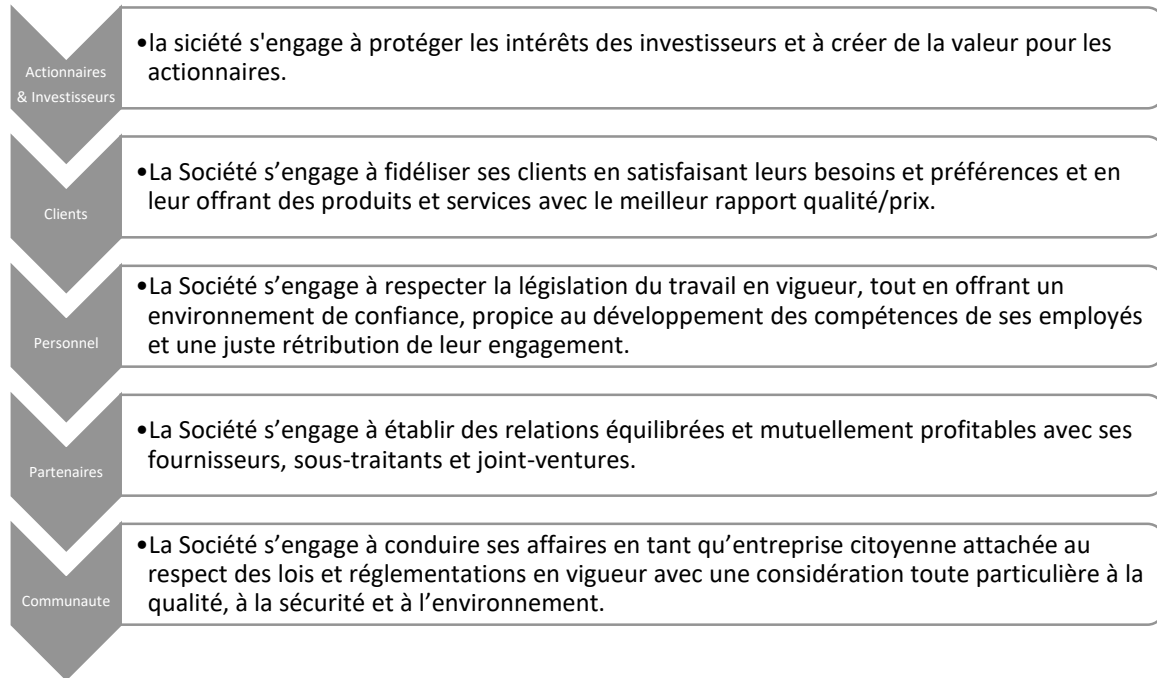 Actionnaires
& Investisseurs
•la siciété s'engage à protéger les intérêts des investisseurs et à créer de la valeur pour les
actionnaires.
Clients
•La Société s’engage à fidéliser ses clients en satisfaisant leurs besoins et préférences et en
leur offrant des produits et services avec le meilleur rapport qualité/prix.
Personnel
•La Société s’engage à respecter la législation du travail en vigueur, tout en offrant un
environnement de confiance, propice au développement des compétences de ses employés
et une juste rétribution de leur engagement.
Partenaires
•La Société s’engage à établir des relations équilibrées et mutuellement profitables avec ses
fournisseurs, sous-traitants et joint-ventures.
Communaute
•La Société s’engage à conduire ses affaires en tant qu’entreprise citoyenne attachée au
respect des lois et réglementations en vigueur avec une considération toute particulière à la
qualité, à la sécurité et à l’environnement.